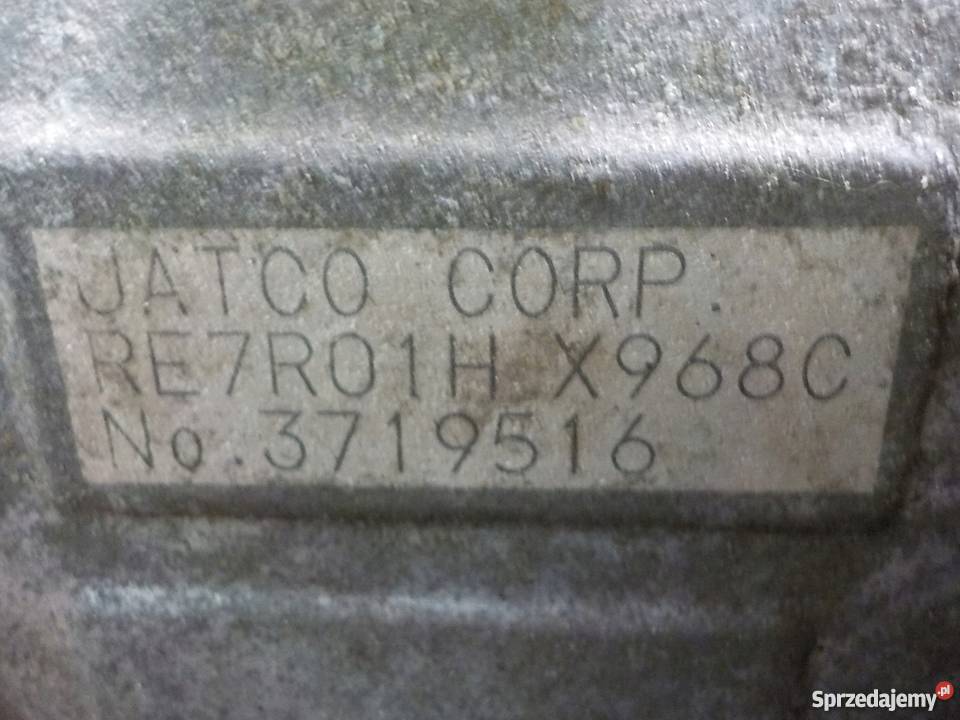 JATCO CORP.
RE7R01H X968C
No.3719516
Sprzedajemy.pl